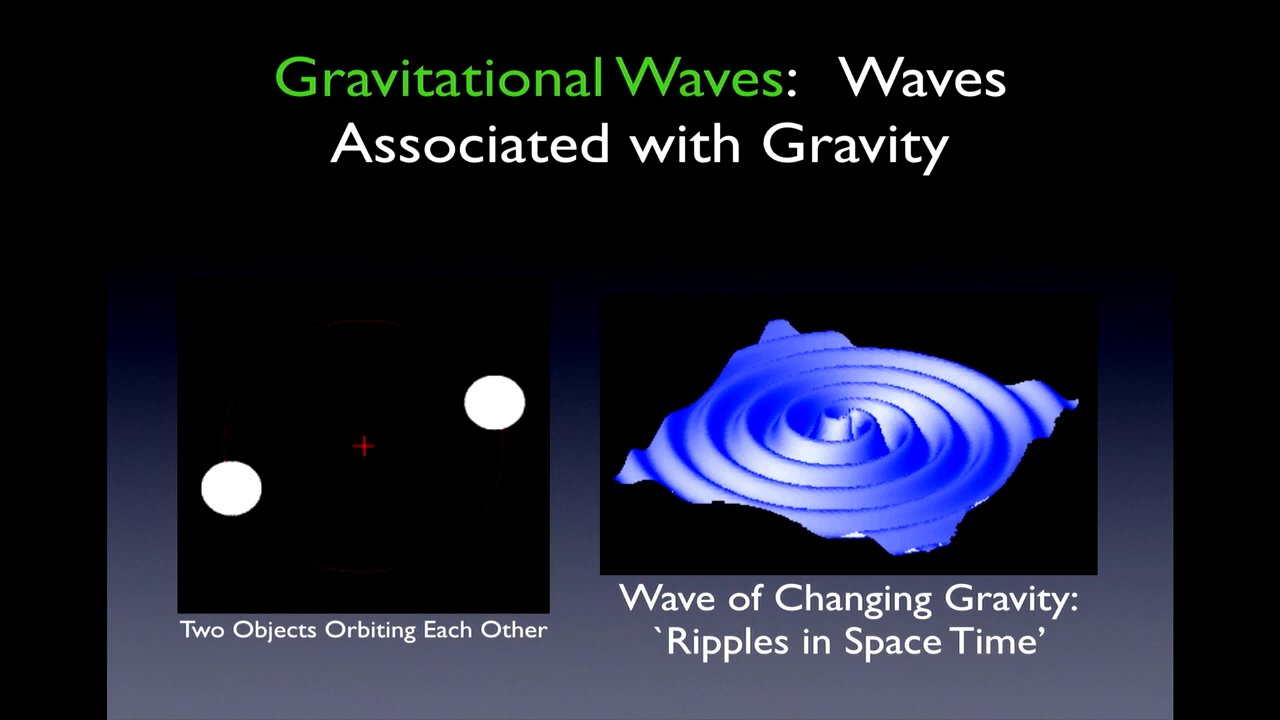 Gravitational Waves: Waves
Associated with Gravity
Two Objects Orbiting Each Other
Wave of Changing Gravity:
`Ripples in Space Time’